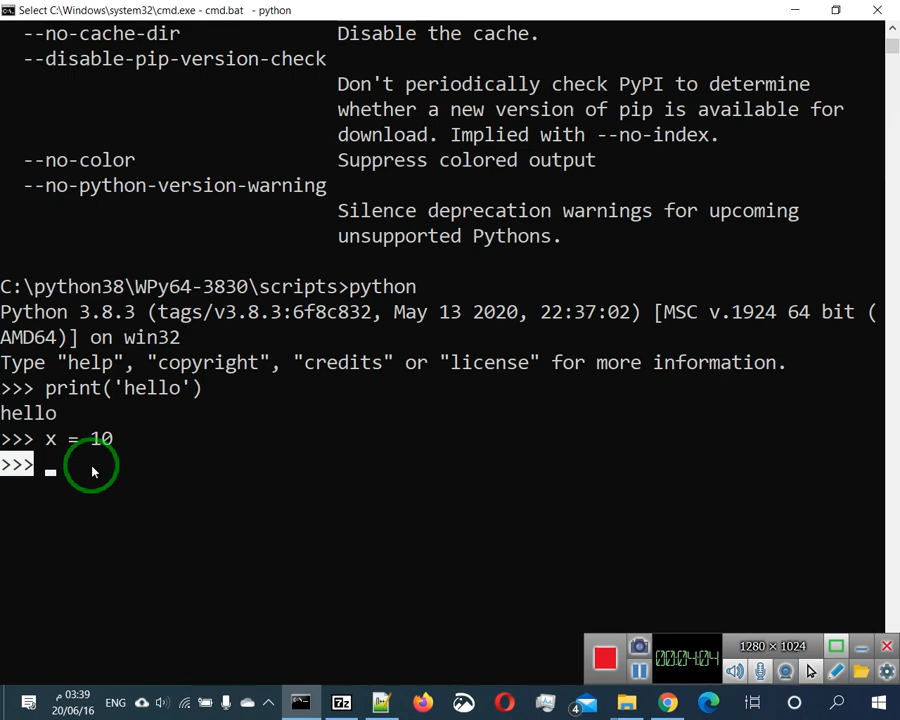 Select C:\Windows\system32\cmd.exe - cmd.bat - python
--no-cache-dir Disable the cache.
--disable-pip-version-check
Don't periodically check PyPI to determine
whether a new version of pip is available for
download. Implied with --no-index.
--no-color Suppress colored output
--no-python-version-warning
Silence deprecation warnings for upcoming
unsupported Pythons.
C:\python38\WPy64-3830\scripts>python
Python 3.8.3 (tags/v3.8.3:6f8c832, May 13 2020, 22:37:02) [MSC v.1924 64 bit (
AMD64)] on win32
Type "help", "copyright", "credits" or "license" for more information.
>>> print('hello')
hello
>>> x = 10
>>>
1280 × 1024
00:04:04
03:39 م
20/06/16
ENG
7z
4